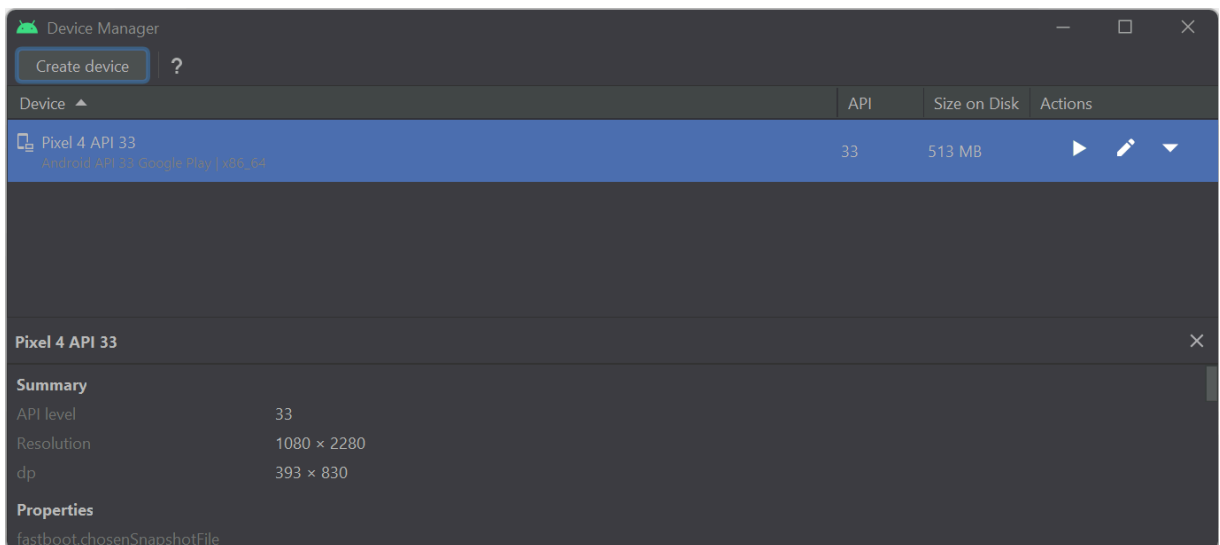 Device Manager
Create device ?
Device API Size on Disk Actions
Pixel 4 API 33 33 513 MB
Android API 33 Google Play | x86_64
Pixel 4 API 33
Summary
API level 33
Resolution 1080 × 2280
dp 393 × 830
Properties
fastboot.chosenSnapshotFile